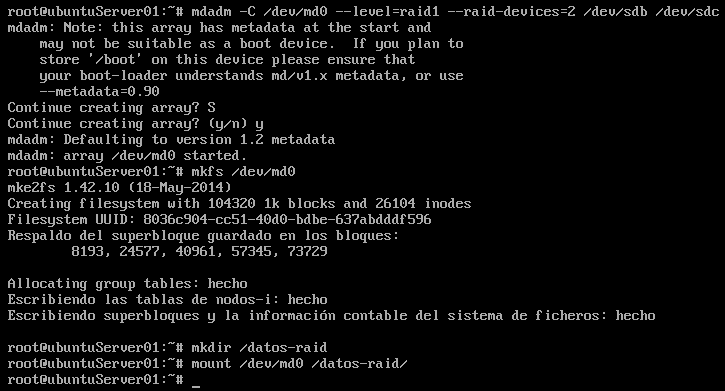 root@ubuntuServer01:~# mdadm -C /dev/md0 --level=raid1 --raid-devices=2 /dev/sdb /dev/sdc
mdadm: Note: this array has metadata at the start and
    may not be suitable as a boot device.  If you plan to
    store '/boot' on this device please ensure that
    your boot-loader understands md/v1.x metadata, or use
    --metadata=0.90
Continue creating array? S
Continue creating array? (y/n) y
mdadm: Defaulting to version 1.2 metadata
mdadm: array /dev/md0 started.
root@ubuntuServer01:~# mkfs /dev/md0
mke2fs 1.42.10 (18-May-2014)
Creating filesystem with 104320 1k blocks and 26104 inodes
Filesystem UUID: 8036c904-cc51-40d0-bdbe-637abdddf596
Respaldo del superbloque guardado en los bloques:
        8193, 24577, 40961, 57345, 73729

Allocating group tables: hecho
Escribiendo las tablas de nodos-i: hecho
Escribiendo superbloques y la información contable del sistema de ficheros: hecho

root@ubuntuServer01:~# mkdir /datos-raid
root@ubuntuServer01:~# mount /dev/md0 /datos-raid/
root@ubuntuServer01:~# _